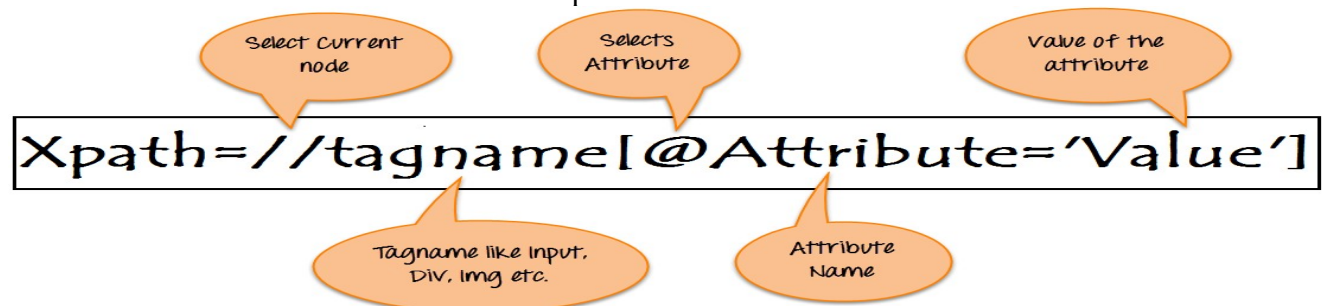 Select Current
node
Selects
Attribute
Value of the
attribute
Xpath=//tagname[@Attribute='Value']
Tagname like Input,
Div, Img etc.
Attribute
Name